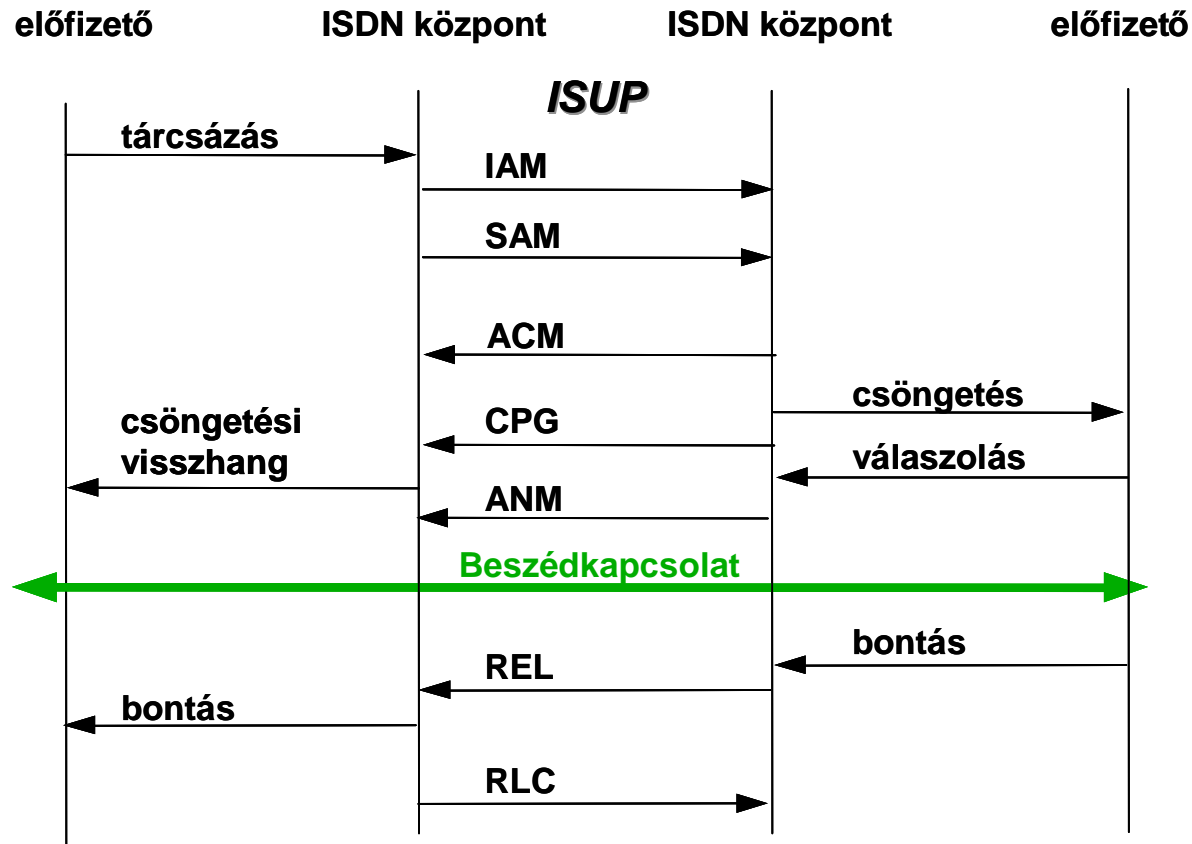 előfizető ISDN központ ISDN központ előfizető
ISUP
tárcsázás
IAM
SAM
ACM
csöngetés
csöngetési
visszhang
CPG
válaszolás
ANM
Beszédkapcsolat
bontás
REL
bontás
RLC